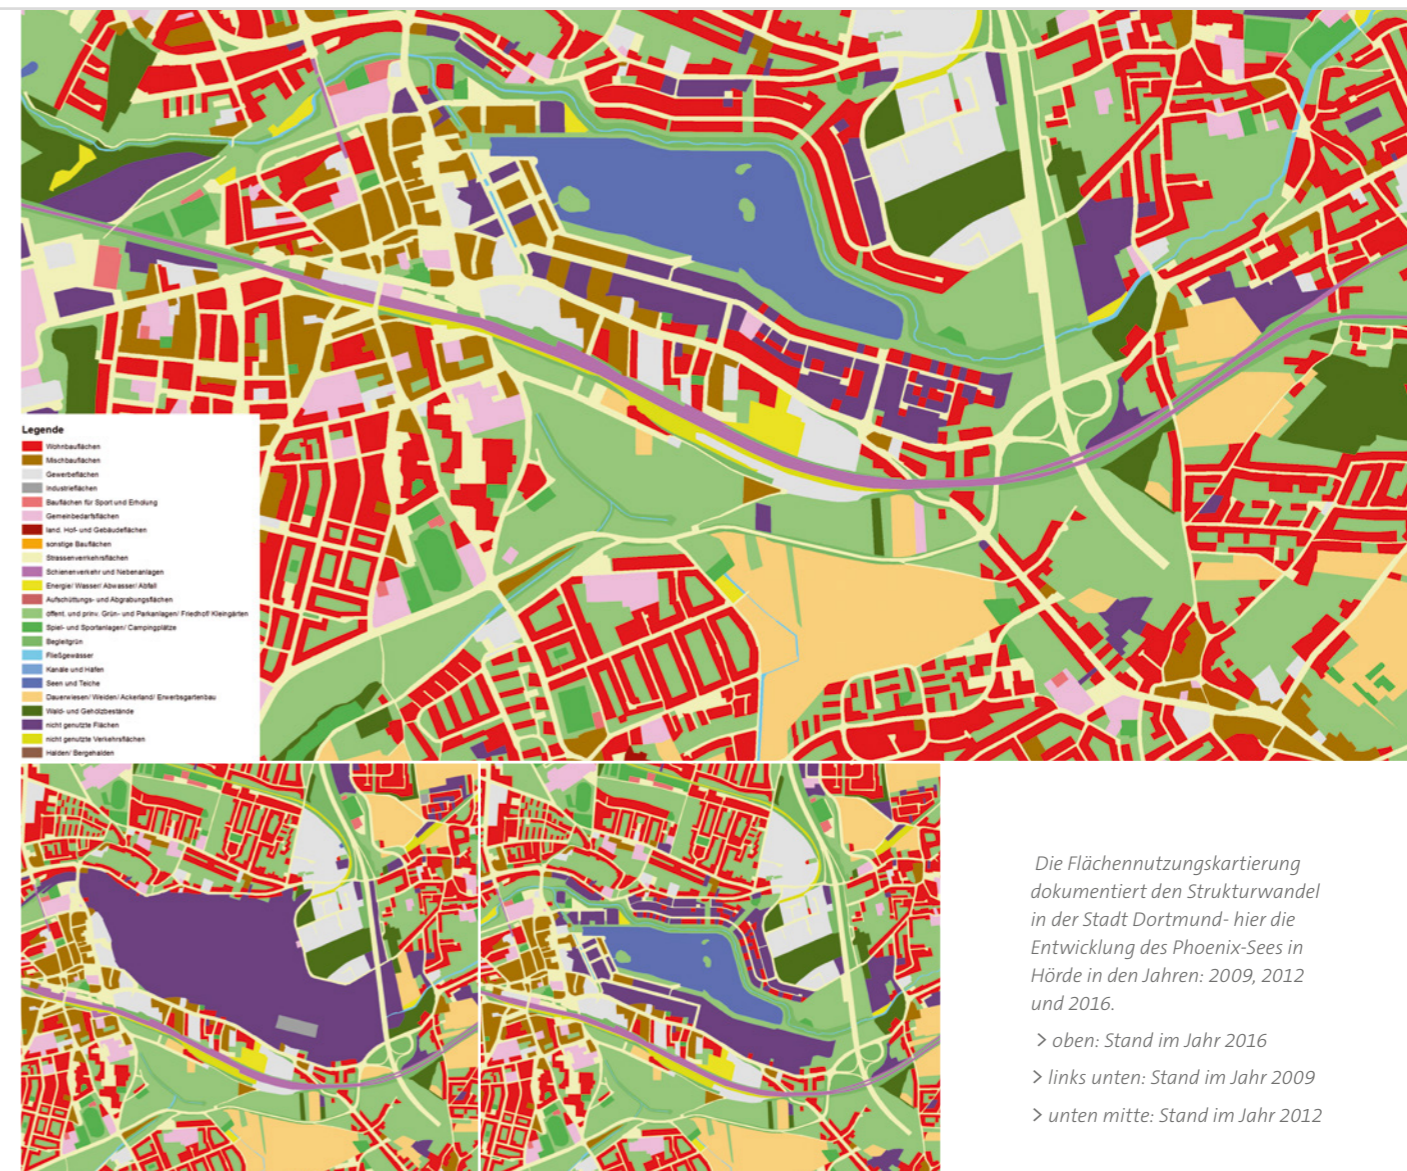 Legende
Wohnbauflächen
Mischbauflächen
Gewerbeflächen
Industrieflächen
Bauflächen für Sport und Erholung
Gemeinbedarfsflächen
land. Hof- und Gebäudeflächen
sonstige Bauflächen
Strassenverkehrsflächen
Schienenverkehr und Nebenanlagen
Energie/ Wasser/ Abwasser/ Abfall
Aufschüttungs- und Abgrabungsflächen
öffentl. und priv. Grün- und Parkanlagen/ Friedhof/ Kleingärten
Spiel- und Sportanlagen/ Campingplätze
Begleitgrün
Fließgewässer
Kanäle und Häfen
Seen und Teiche
Dauerwiesen/ Weiden/ Ackerland/ Erwerbsgartenbau
Wald- und Gehölzbestände
nicht genutzte Flächen
nicht genutzte Verkehrsflächen
Halden/ Bergehalden
Die Flächennutzungskartierung
dokumentiert den Strukturwandel
in der Stadt Dortmund- hier die
Entwicklung des Phoenix-Sees in
Hörde in den Jahren: 2009, 2012
und 2016.
> oben: Stand im Jahr 2016
> links unten: Stand im Jahr 2009
> unten mitte: Stand im Jahr 2012